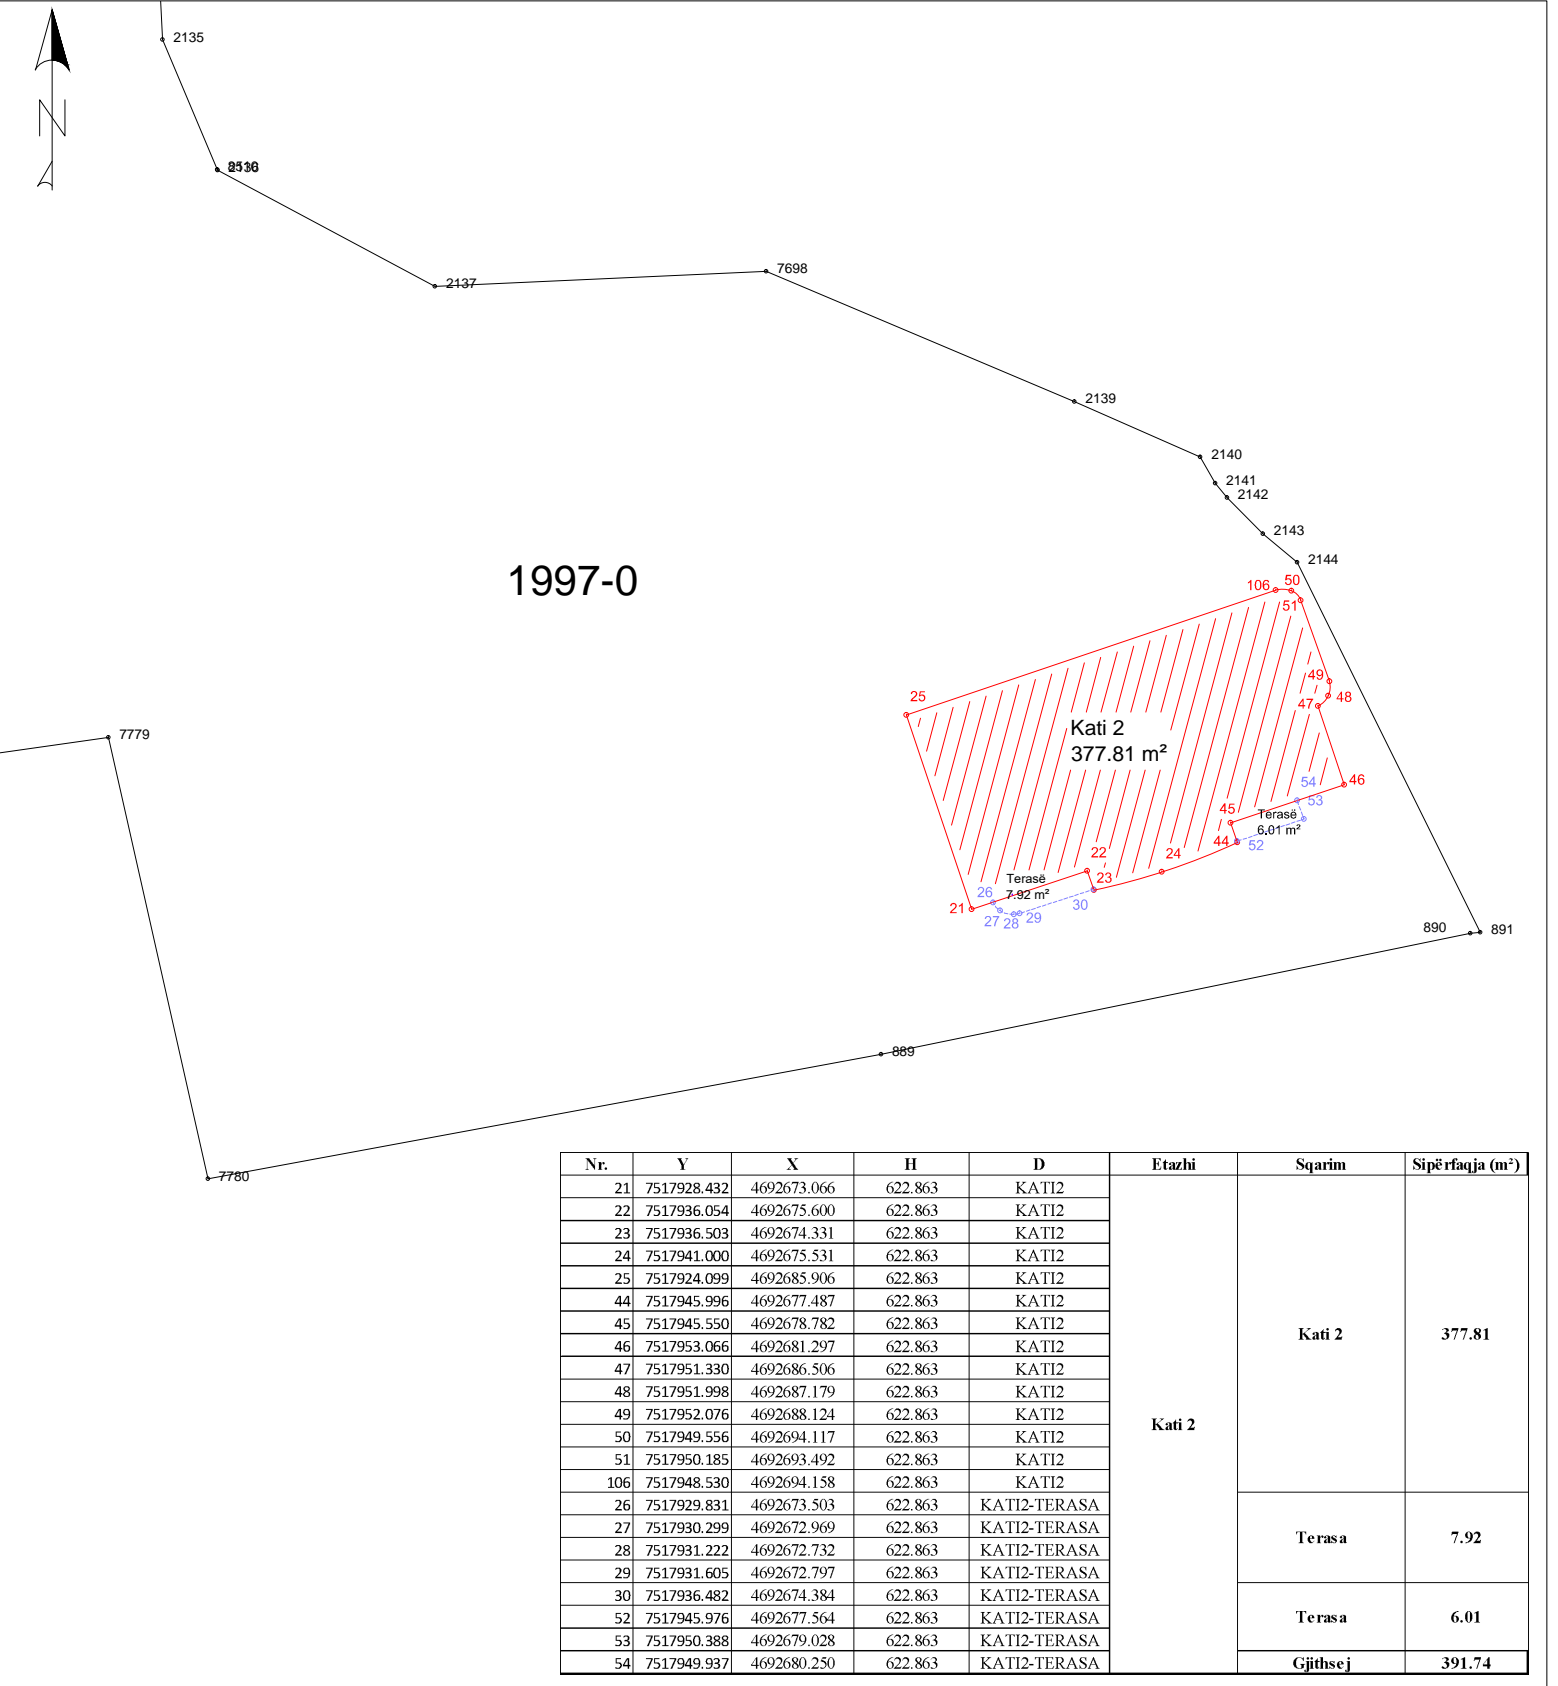 2135
N
2136
2137
7698
2139
2140
2141
2142
2143
2144
1997-0
106
50
51
25
49
48
47
7779
Kati 2
377.81 m²
54
46
53
45
Terasë
6.01 m²
44
52
22
24
Terasë
7.92 m²
23
26
21
27
28
29
30
890
891
889
7780
Nr. Y X H D Etazhi Sqarim Sipërfaqja (m²)
21 7517928.432 4692673.066 622.863 KATI2
22 7517936.054 4692675.600 622.863 KATI2
23 7517936.503 4692674.331 622.863 KATI2
24 7517941.000 4692675.531 622.863 KATI2
25 7517924.099 4692685.906 622.863 KATI2
44 7517945.996 4692677.487 622.863 KATI2
45 7517945.550 4692678.782 622.863 KATI2
46 7517953.066 4692681.297 622.863 KATI2
Kati 2 377.81
47 7517951.330 4692686.506 622.863 KATI2
48 7517951.998 4692687.179 622.863 KATI2
49 7517952.076 4692688.124 622.863 KATI2
Kati 2
50 7517949.556 4692694.117 622.863 KATI2
51 7517950.185 4692693.492 622.863 KATI2
106 7517948.530 4692694.158 622.863 KATI2
26 7517929.831 4692673.503 622.863 KATI2-TERASA
27 7517930.299 4692672.969 622.863 KATI2-TERASA
Terasa 7.92
28 7517931.222 4692672.732 622.863 KATI2-TERASA
29 7517931.605 4692672.797 622.863 KATI2-TERASA
30 7517936.482 4692674.384 622.863 KATI2-TERASA
52 7517945.976 4692677.564 622.863 KATI2-TERASA Terasa 6.01
53 7517950.388 4692679.028 622.863 KATI2-TERASA
54 7517949.937 4692680.250 622.863 KATI2-TERASA Gjithsej 391.74